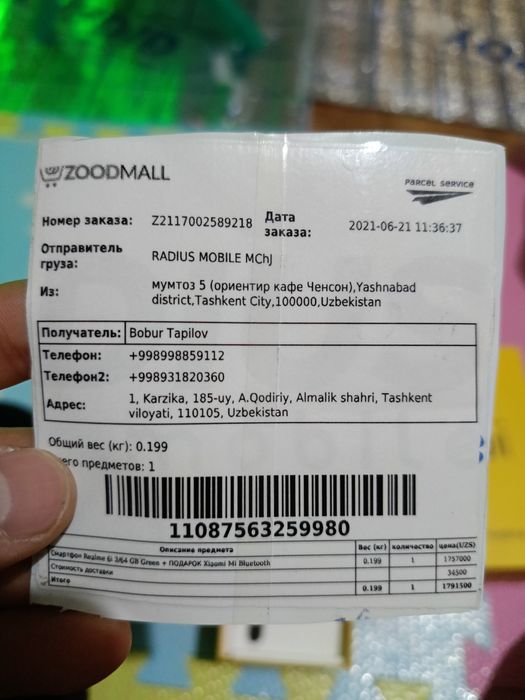 ZOODMALL
PARCEL SERVICE
Номер заказа: Z2117002589218 Дата заказа: 2021-06-21 11:36:37
Отправитель груза: RADIUS MOBILE MChJ
Из: мумтоз 5 (ориентир кафе Ченсон),Yashnabad
district,Tashkent City,100000,Uzbekistan
Получатель: Bobur Tapilov
Телефон: +998998859112
Телефон2: +998931820360
Адрес: 1, Karzika, 185-uy, A.Qodiriy, Almalik shahri, Tashkent
viloyati, 110105, Uzbekistan
Общий вес (кг): 0.199
его предметов: 1
11087563259980
Описание предмета Вес (кг) количество цена(UZS)
Смартфон Realme 6i 3/64 GB Green + ПОДАРОК Xiaomi Mi Bluetooth 0.199 1 1757000
Стоимость доставки 34500
Итого 0.199 1 1791500